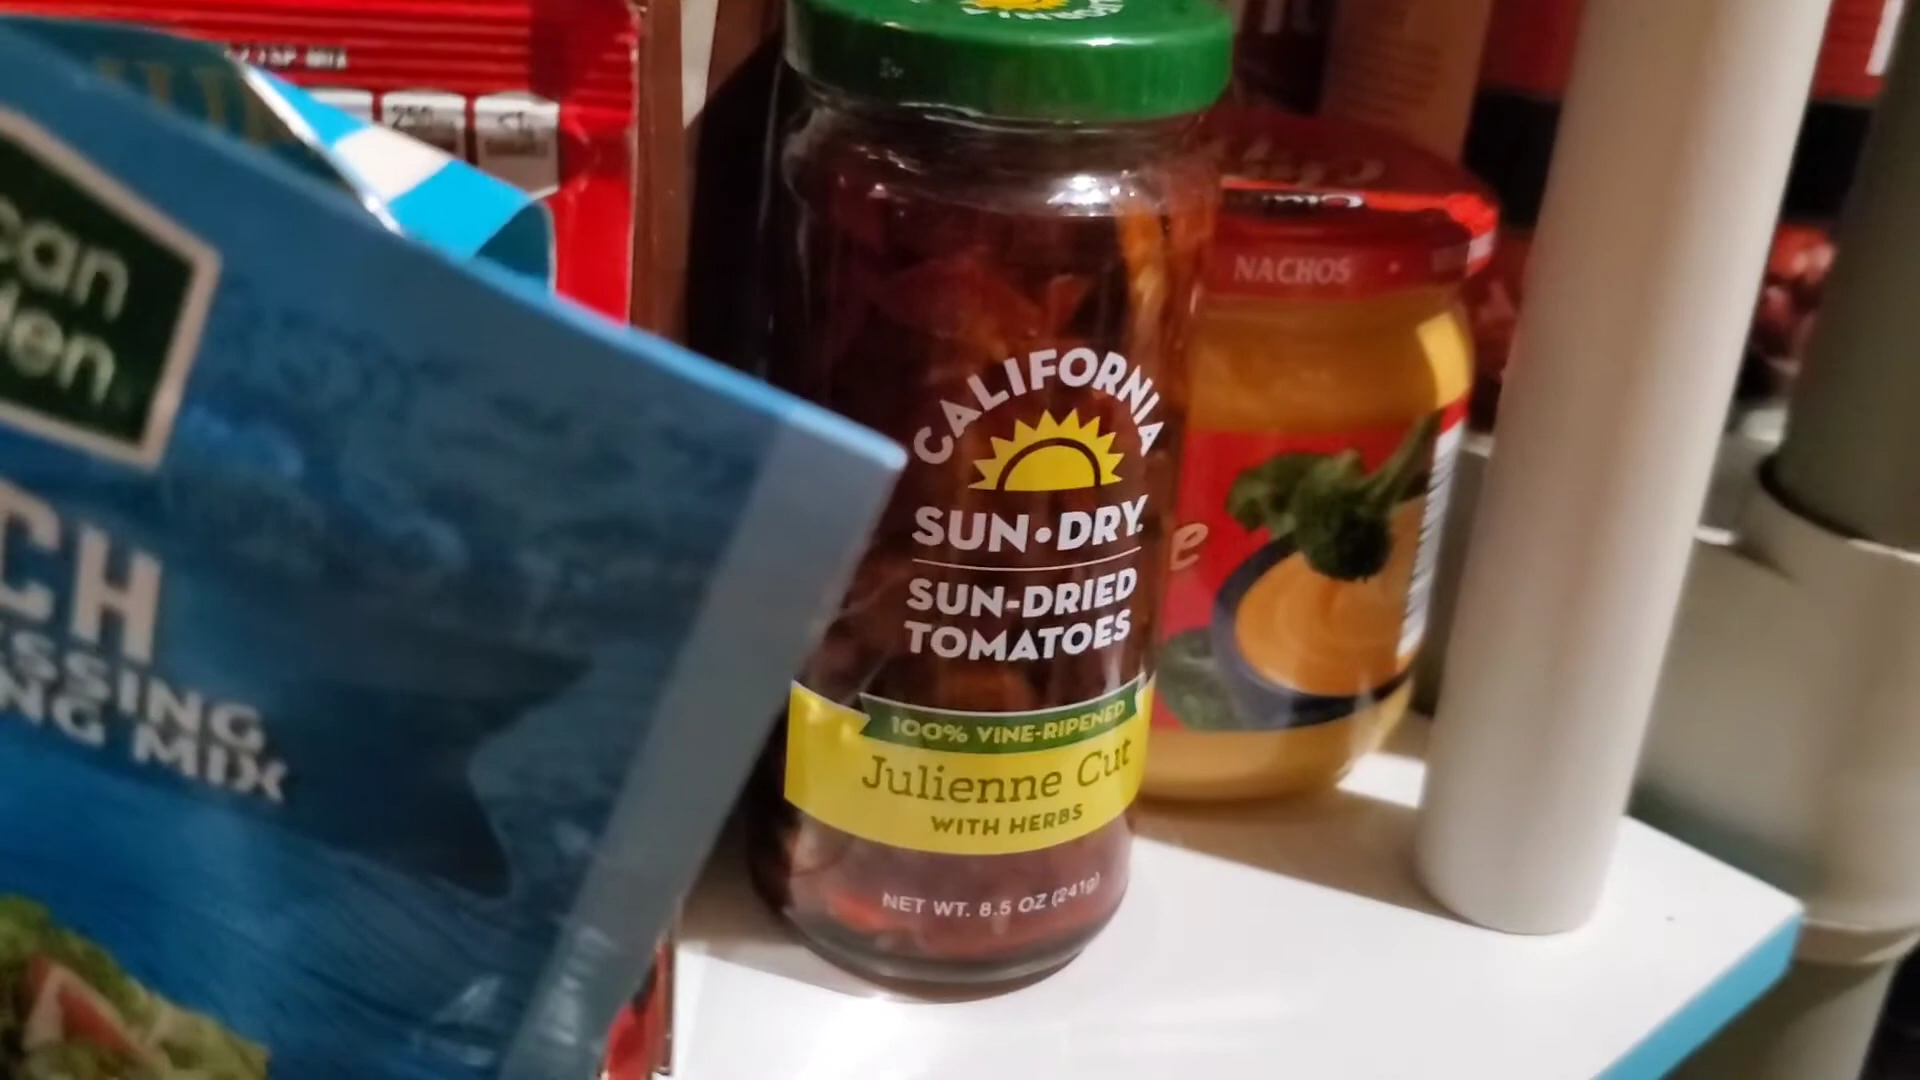 can
den
CH
SSING
NG MIX
CALIFORNIA
SUN•DRY
SUN-DRIED
TOMATOES
100% VINE-RIPENED
Julienne Cut
WITH HERBS
NET WT. 8.5 OZ (241g)
NACHOS
e